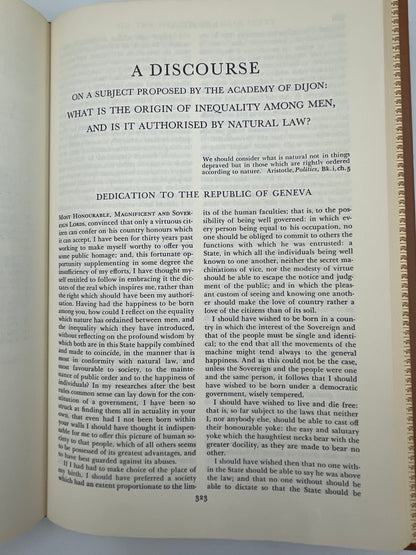 A DISCOURSE
ON A SUBJECT PROPOSED BY THE ACADEMY OF DIJON:
WHAT IS THE ORIGIN OF INEQUALITY AMONG MEN,
AND IS IT AUTHORISED BY NATURAL LAW?
We should consider what is natural not in things
depraved but in those which are rightly ordered
according to nature. Aristotle, Politics, Bk. i, ch. 5
DEDICATION TO THE REPUBLIC OF GENEVA
MOST HONOURABLE, MAGNIFICENT AND SOVER-
EIGN LORDS, convinced that only a virtuous cit-
izen can confer on his country honours which
it can accept, I have been for thirty years past
working to make myself worthy to offer you
some public homage; and, this fortunate op-
portunity supplementing in some degree the
insufficiency of my efforts, I have thought my-
self entitled to follow in embracing it the dic-
tates of the zeal which inspires me, rather than
the right which should have been my authori-
sation. Having had the happiness to be born
among you, how could I reflect on the equality
which nature has ordained between men, and
the inequality which they have introduced,
without reflecting on the profound wisdom by
which both are in this State happily combined
and made to coincide, in the manner that is
most in conformity with natural law, and
most favourable to society, to the mainte-
nance of public order and to the happiness of
individuals? In my researches after the best
rules common sense can lay down for the con-
stitution of a government, I have been so
struck at finding them all in actuality in your
own, that even had I not been born within
your walls I should have thought it indispen-
sable for me to offer this picture of human so-
ciety to that people, which of all others seems
to be possessed of its greatest advantages, and
to have best guarded against its abuses.
If I had had to make choice of the place of
my birth, I should have preferred a society
which had an extent proportionate to the lim-
its of the human faculties; that is, to the pos-
sibility of being well governed: in which every
person being equal to his occupation, no
one should be obliged to commit to others the
functions with which he was entrusted: a
State, in which all the individuals being well
known to one another, neither the secret ma-
chinations of vice, nor the modesty of virtue
should be able to escape the notice and judg-
ment of the public; and in which the pleas-
ant custom of seeing and knowing one anoth-
er should make the love of country rather a
love of the citizens than of its soil.
I should have wished to be born in a coun-
try in which the interest of the Sovereign and
that of the people must be single and identi-
cal; to the end that all the movements of the
machine might tend always to the general
happiness. And as this could not be the case,
unless the Sovereign and the people were one
and the same person, it follows that I should
have wished to be born under a democratic
government, wisely tempered.
I should have wished to live and die free:
that is, so far subject to the laws that neither
I, nor anybody else, should be able to cast off
their honourable yoke: the easy and salutary
yoke which the haughtiest necks bear with the
greater docility, as they are made to bear no
other.
I should have wished then that no one with-
in the State should be able to say he was above
the law; and that no one without should be
able to dictate so that the State should be
323